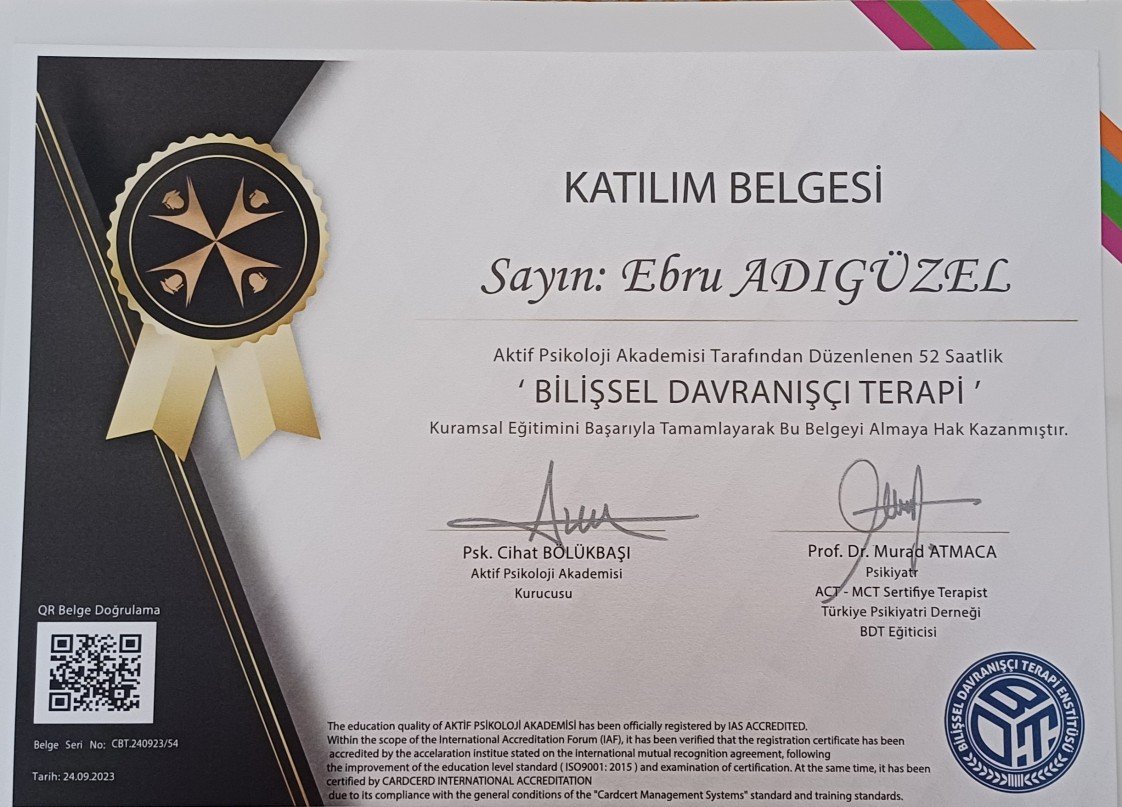 KATILIM BELGESİ
Sayın: Ebru ADIGÜZEL
Aktif Psikoloji Akademisi Tarafından Düzenlenen 52 Saatlik
‘ BİLİŞSEL DAVRANIŞÇI TERAPİ ’
Kuramsal Eğitimini Başarıyla Tamamlayarak Bu Belgeyi Almaya Hak Kazanmıştır.
Psk. Cihat BÖLÜKBAŞI
Aktif Psikoloji Akademisi
Kurucusu
Prof. Dr. Murad ATMACA
Psikiyatr
ACT - MCT Sertifiye Terapist
Türkiye Psikiyatri Derneği
BDT Eğiticisi
QR Belge Doğrulama
Belge Seri No: CBT.240923/54
Tarih: 24.09.2023
The education quality of AKTİF PSİKOLOJİ AKADEMİSİ has been officially registered by IAS ACCREDITED.
Within the scope of the International Accreditation Forum (IAF), it has been verified that the registration certificate has been
accredited by the accelaration institue stated on the International mutual recognition agreement, following
the improvement of the education level standard ( ISO9001: 2015 ) and examination of certification. At the same time, it has been
certified by CARDCERD INTERNATIONAL ACCREDITATION
due to its compliance with the general conditions of the "Cardcert Management Systems" standard and training standards.
BİLİŞSEL DAVRANIŞÇI TERAPİ ENSTİTÜSÜ